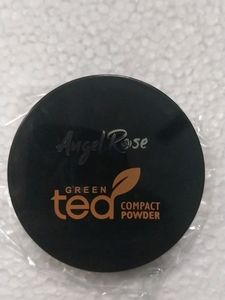 Angel Rose
GREEN
tea COMPACT
POWDER